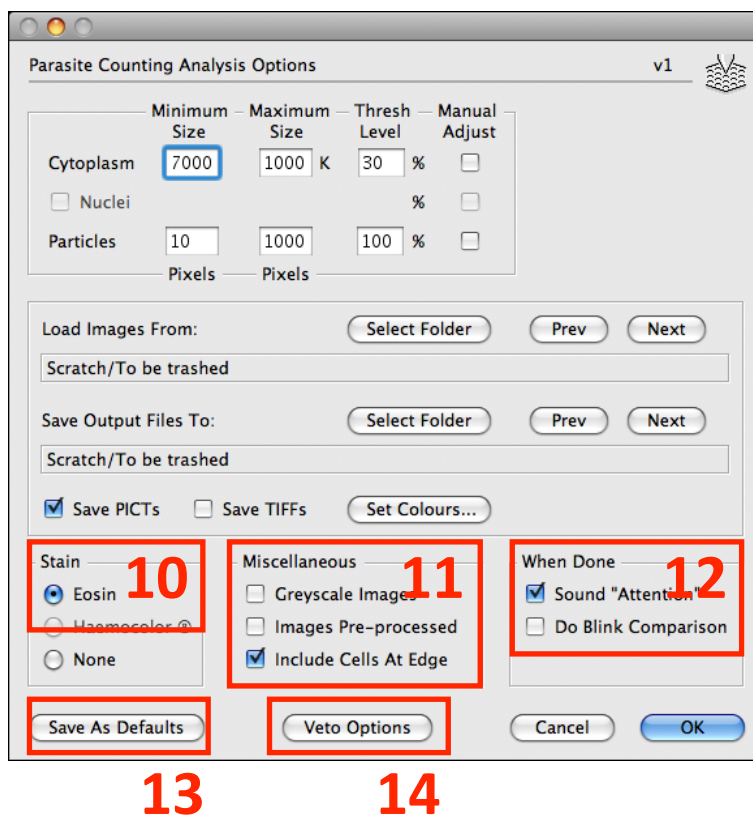 Parasite Counting Analysis Options v1
Minimum Maximum Thresh Manual
Size Size Level Adjust
Cytoplasm 7000 1000 K 30 %
Nuclei %
Particles 10 1000 100 %
Pixels Pixels
Load Images From: Select Folder Prev Next
Scratch/To be trashed
Save Output Files To: Select Folder Prev Next
Scratch/To be trashed
Save PICTs Save TIFFs Set Colours...
Stain Miscellaneous When Done
10 11 12
Eosin Greyscale Images Sound "Attention"
Haemocolor ® Images Pre-processed Do Blink Comparison
None Include Cells At Edge
Save As Defaults Veto Options Cancel OK
13 14